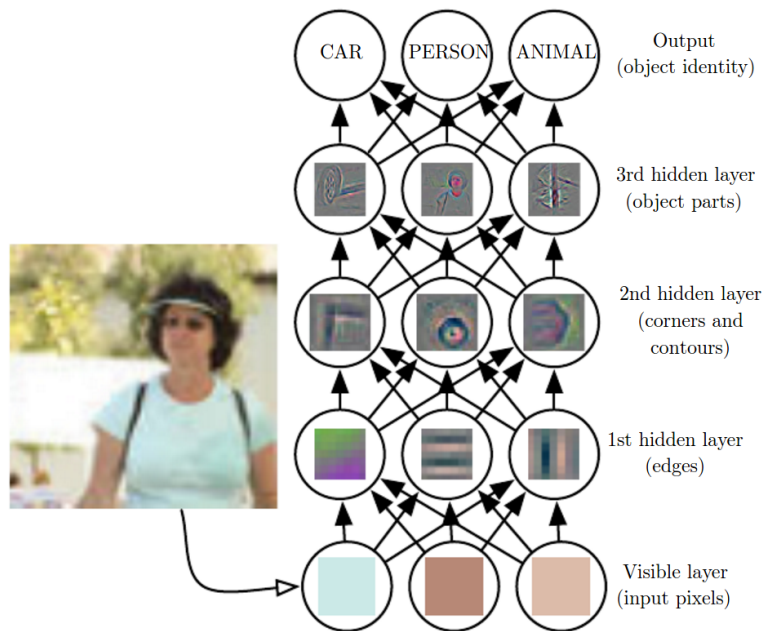 CAR PERSON ANIMAL
Output
(object identity)
3rd hidden layer
(object parts)
2nd hidden layer
(corners and
contours)
1st hidden layer
(edges)
Visible layer
(input pixels)